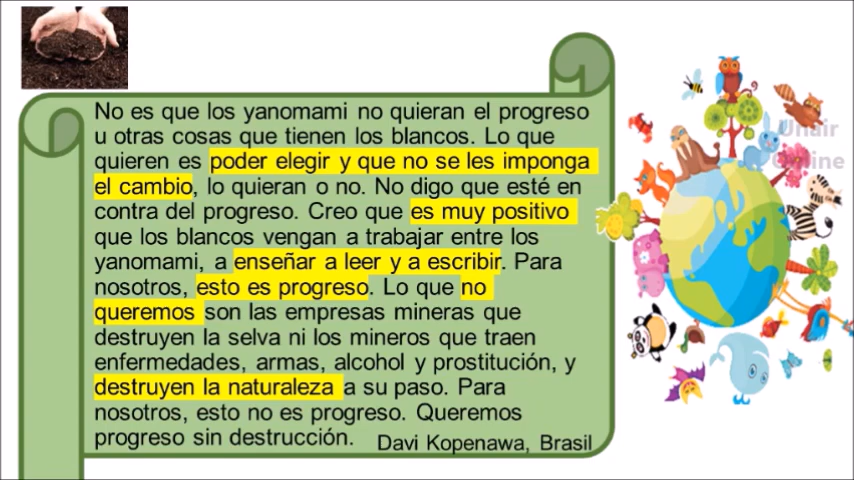 No es que los yanomami no quieran el progreso
u otras cosas que tienen los blancos. Lo que
quieren es poder elegir y que no se les imponga
el cambio, lo quieran o no. No digo que esté en
contra del progreso. Creo que es muy positivo
que los blancos vengan a trabajar entre los
yanomami, a enseñar a leer y a escribir. Para
nosotros, esto es progreso. Lo que no
queremos son las empresas mineras que
destruyen la selva ni los mineros que traen
enfermedades, armas, alcohol y prostitución, y
destruyen la naturaleza a su paso. Para
nosotros, esto no es progreso. Queremos
progreso sin destrucción.
Davi Kopenawa, Brasil